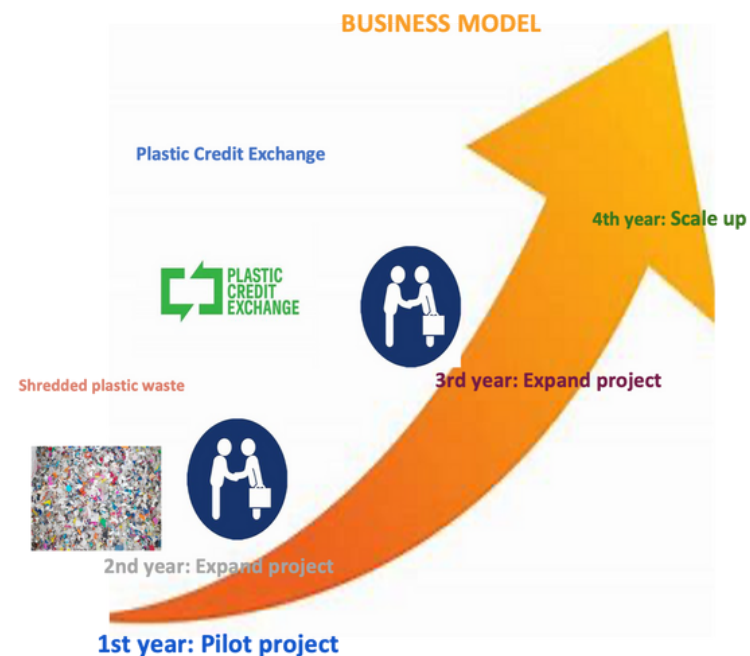 BUSINESS MODEL
Plastic Credit Exchange
4th year: Scale up
PLASTIC
CREDIT
EXCHANGE
3rd year: Expand project
Shredded plastic waste
2nd year: Expand project
1st year: Pilot project